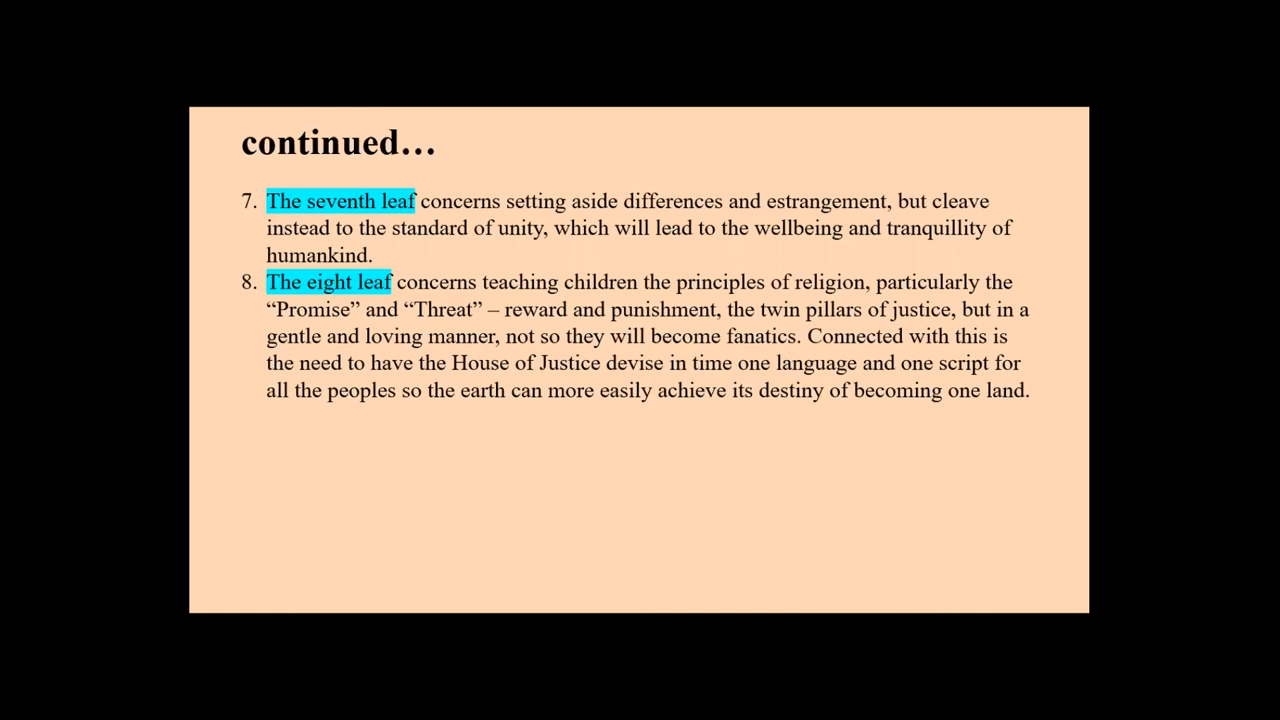 continued…
7. The seventh leaf concerns setting aside differences and estrangement, but cleave
instead to the standard of unity, which will lead to the wellbeing and tranquillity of
humankind.
8. The eight leaf concerns teaching children the principles of religion, particularly the
“Promise” and “Threat” – reward and punishment, the twin pillars of justice, but in a
gentle and loving manner, not so they will become fanatics. Connected with this is
the need to have the House of Justice devise in time one language and one script for
all the peoples so the earth can more easily achieve its destiny of becoming one land.